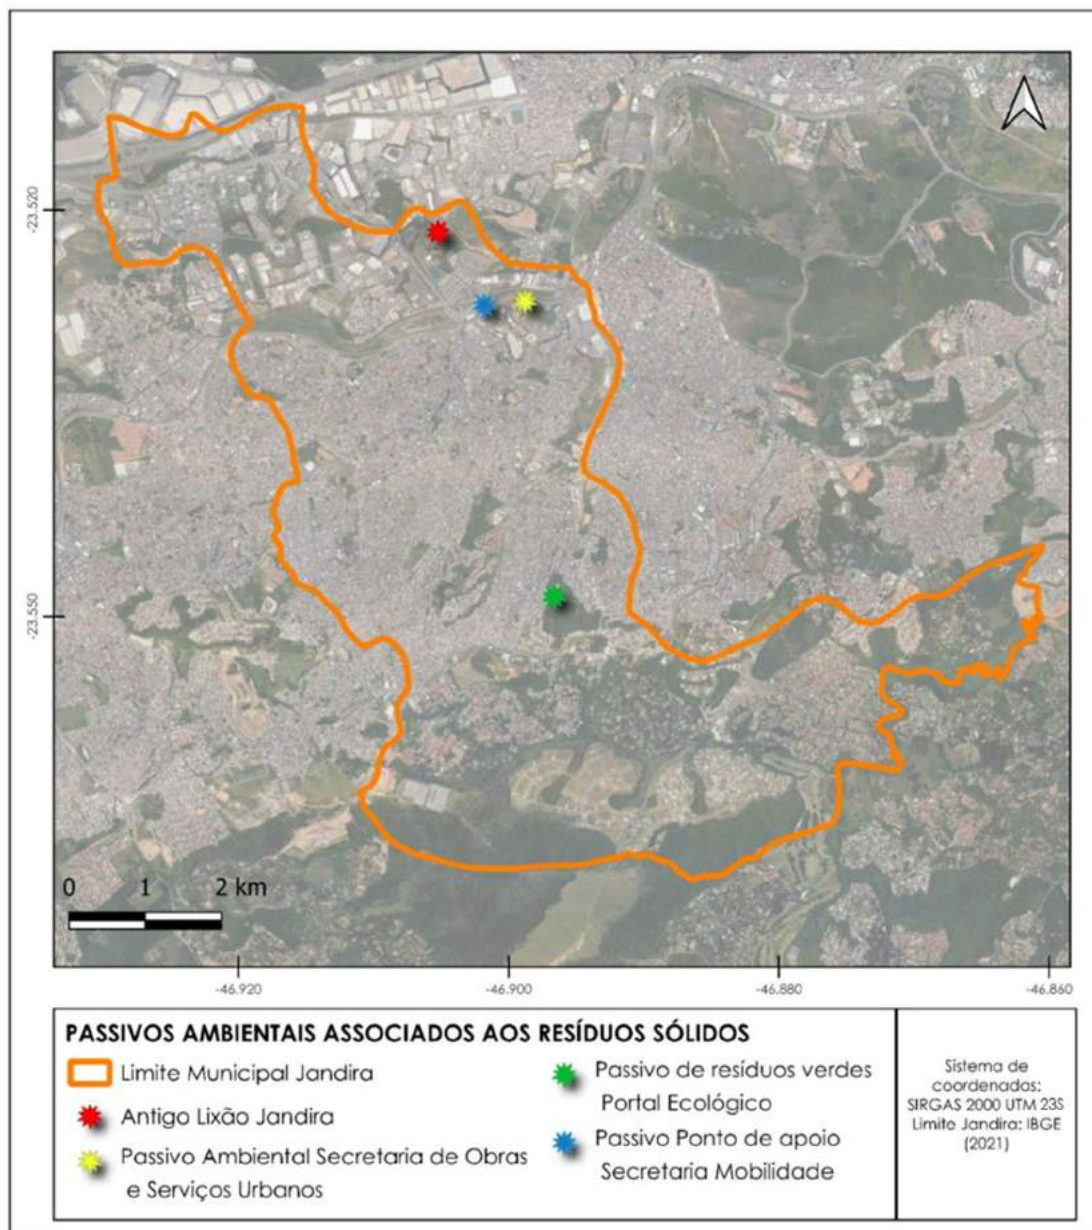 -23.520
-23.550
0 1 2 km
-46.920 -46.900 -46.880 -46.860
PASSIVOS AMBIENTAIS ASSOCIADOS AOS RESÍDUOS SÓLIDOS
Limite Municipal Jandira
Antigo Lixão Jandira
Passivo Ambiental Secretaria de Obras
e Serviços Urbanos
Passivo de resíduos verdes
Portal Ecológico
Passivo Ponto de apoio
Secretaria Mobilidade
Sistema de
coordenadas:
SIRGAS 2000 UTM 23S
Limite Jandira: IBGE
(2021)